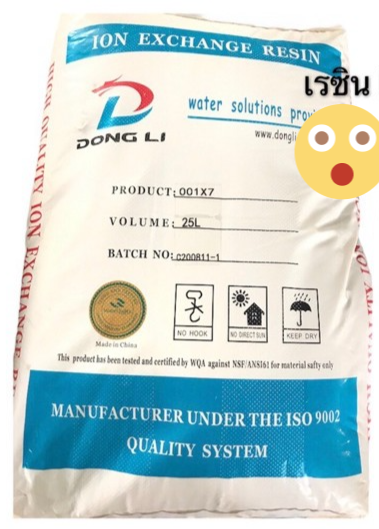 ION EXCHANGE RESIN
เรซิน
water solutions
www.dongli
DONG LI
PRODUCT: 001X7
VOLUME: 25L
BATCH NO: C200811-1
NO HOOK
NO DIRECT SUN
KEEP DRY
Made in China
This product has been tested and certified by WQA against NSF/ANSI61 for material safty only
MANUFACTURER UNDER THE ISO 9002
QUALITY SYSTEM
HIGH QUALITY ION EXCHANGE